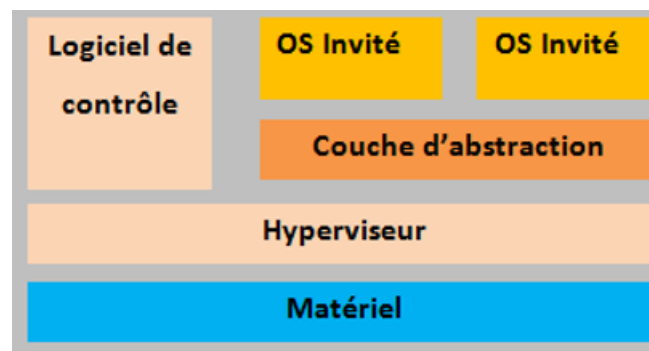 Logiciel de
contrôle
OS Invité
OS Invité
Couche d’abstraction
Hyperviseur
Matériel